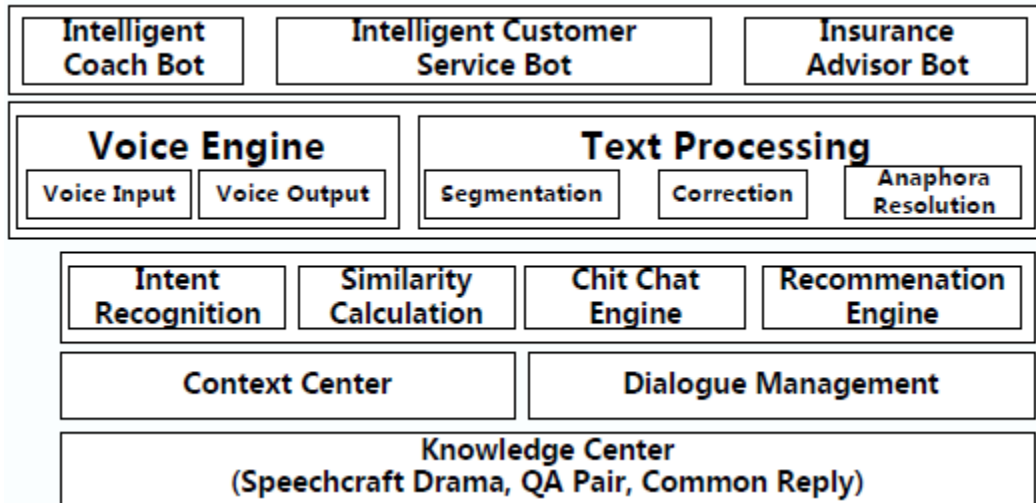 Intelligent
Coach Bot
Intelligent Customer
Service Bot
Insurance
Advisor Bot
Voice Engine
Voice Input
Voice Output
Text Processing
Segmentation
Correction
Anaphora
Resolution
Intent
Recognition
Similarity
Calculation
Chit Chat
Engine
Recommenation
Engine
Context Center
Dialogue Management
Knowledge Center
(Speechcraft Drama, QA Pair, Common Reply)